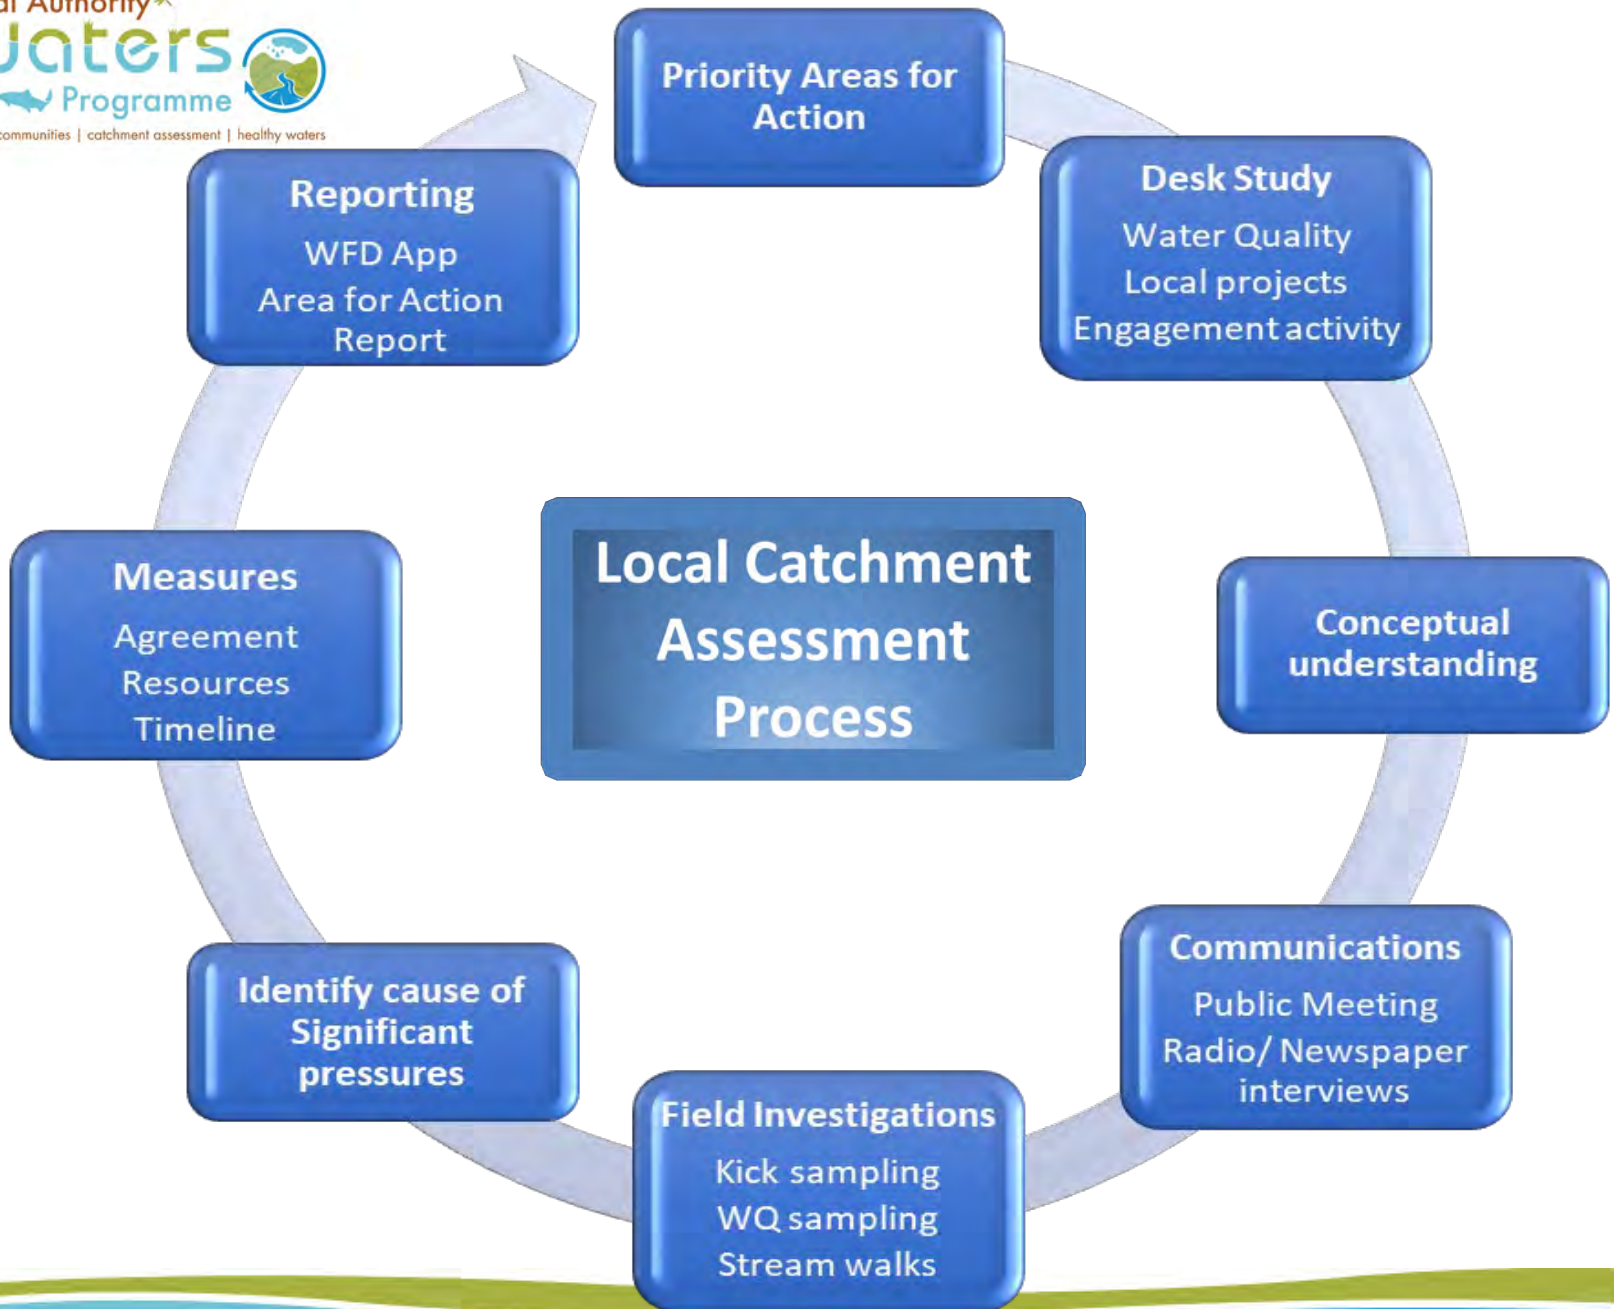 Authority
Waters
Programme
communities | catchment assessment | healthy waters
Priority Areas for
Action
Desk Study
Water Quality
Local projects
Engagement activity
Conceptual
understanding
Communications
Public Meeting
Radio/ Newspaper
interviews
Field Investigations
Kick sampling
WQ sampling
Stream walks
Identify cause of
Significant
pressures
Measures
Agreement
Resources
Timeline
Reporting
WFD App
Area for Action
Report
Local Catchment
Assessment
Process